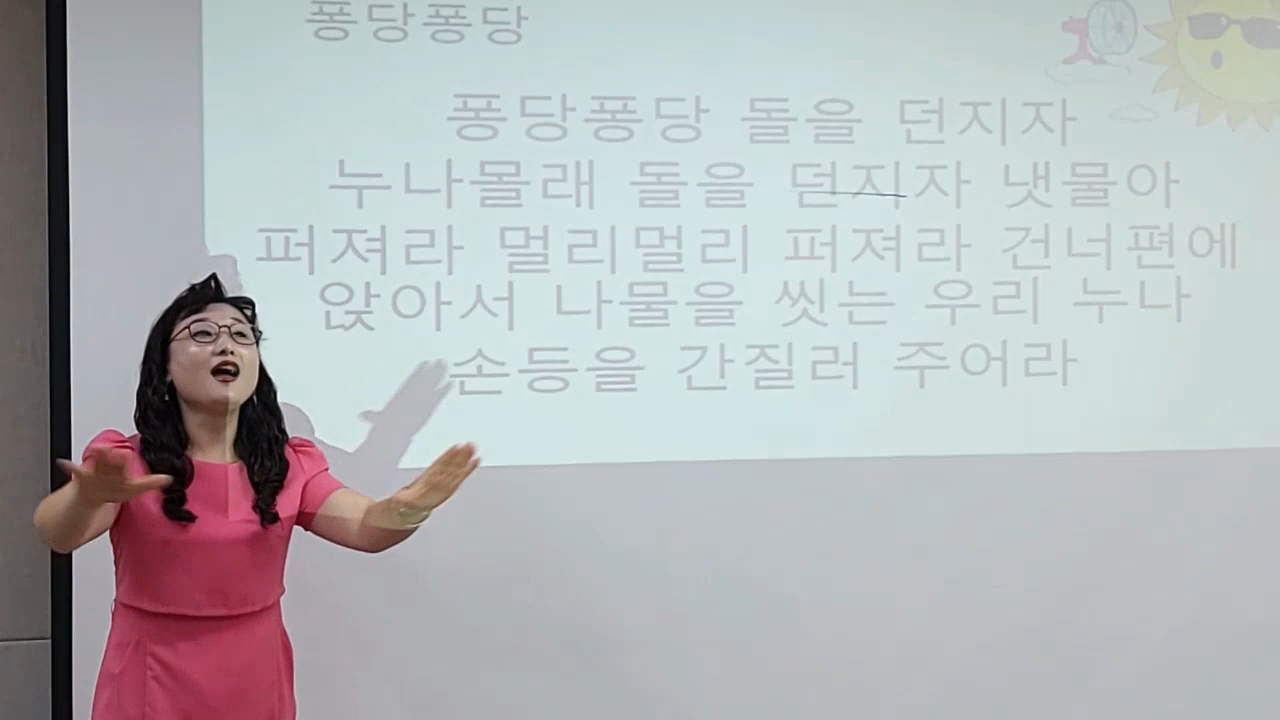 퐁당퐁당
퐁당퐁당 돌을 던지자
누나몰래 돌을 던지자 냇물아
퍼져라 멀리멀리 퍼져라 건너편에
앉아서 나물을 씻는 우리 누나
손등을 간질러 주어라